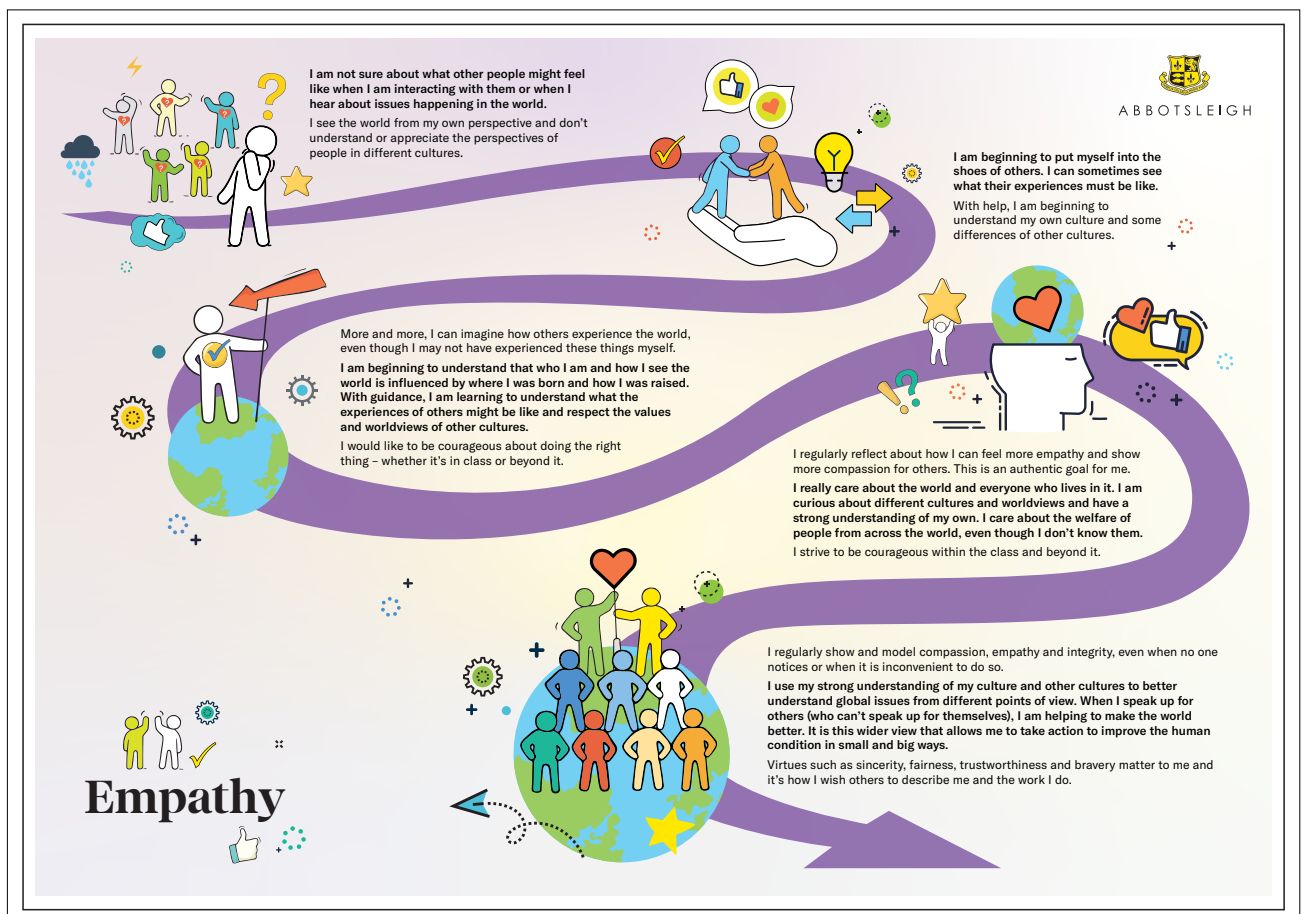 I am not sure about what other people might feel
like when I am interacting with them or when I
hear about issues happening in the world.
I see the world from my own perspective and don't
understand or appreciate the perspectives of
people in different cultures.
ABBOTSLEIGH
I am beginning to put myself into the
shoes of others. I can sometimes see
what their experiences must be like.
With help, I am beginning to
understand my own culture and some
differences of other cultures.
More and more, I can imagine how others experience the world,
even though I may not have experienced these things myself.
I am beginning to understand that who I am and how I see the
world is influenced by where I was born and how I was raised.
With guidance, I am learning to understand what the
experiences of others might be like and respect the values
and worldviews of other cultures.
I would like to be courageous about doing the right
thing – whether it's in class or beyond it.
I regularly reflect about how I can feel more empathy and show
more compassion for others. This is an authentic goal for me.
I really care about the world and everyone who lives in it. I am
curious about different cultures and worldviews and have a
strong understanding of my own. I care about the welfare of
people from across the world, even though I don't know them.
I strive to be courageous within the class and beyond it.
I regularly show and model compassion, empathy and integrity, even when no one
notices or when it is inconvenient to do so.
I use my strong understanding of my culture and other cultures to better
understand global issues from different points of view. When I speak up for
others (who can't speak up for themselves), I am helping to make the world
better. It is this wider view that allows me to take action to improve the human
condition in small and big ways.
Virtues such as sincerity, fairness, trustworthiness and bravery matter to me and
it's how I wish others to describe me and the work I do.
Empathy